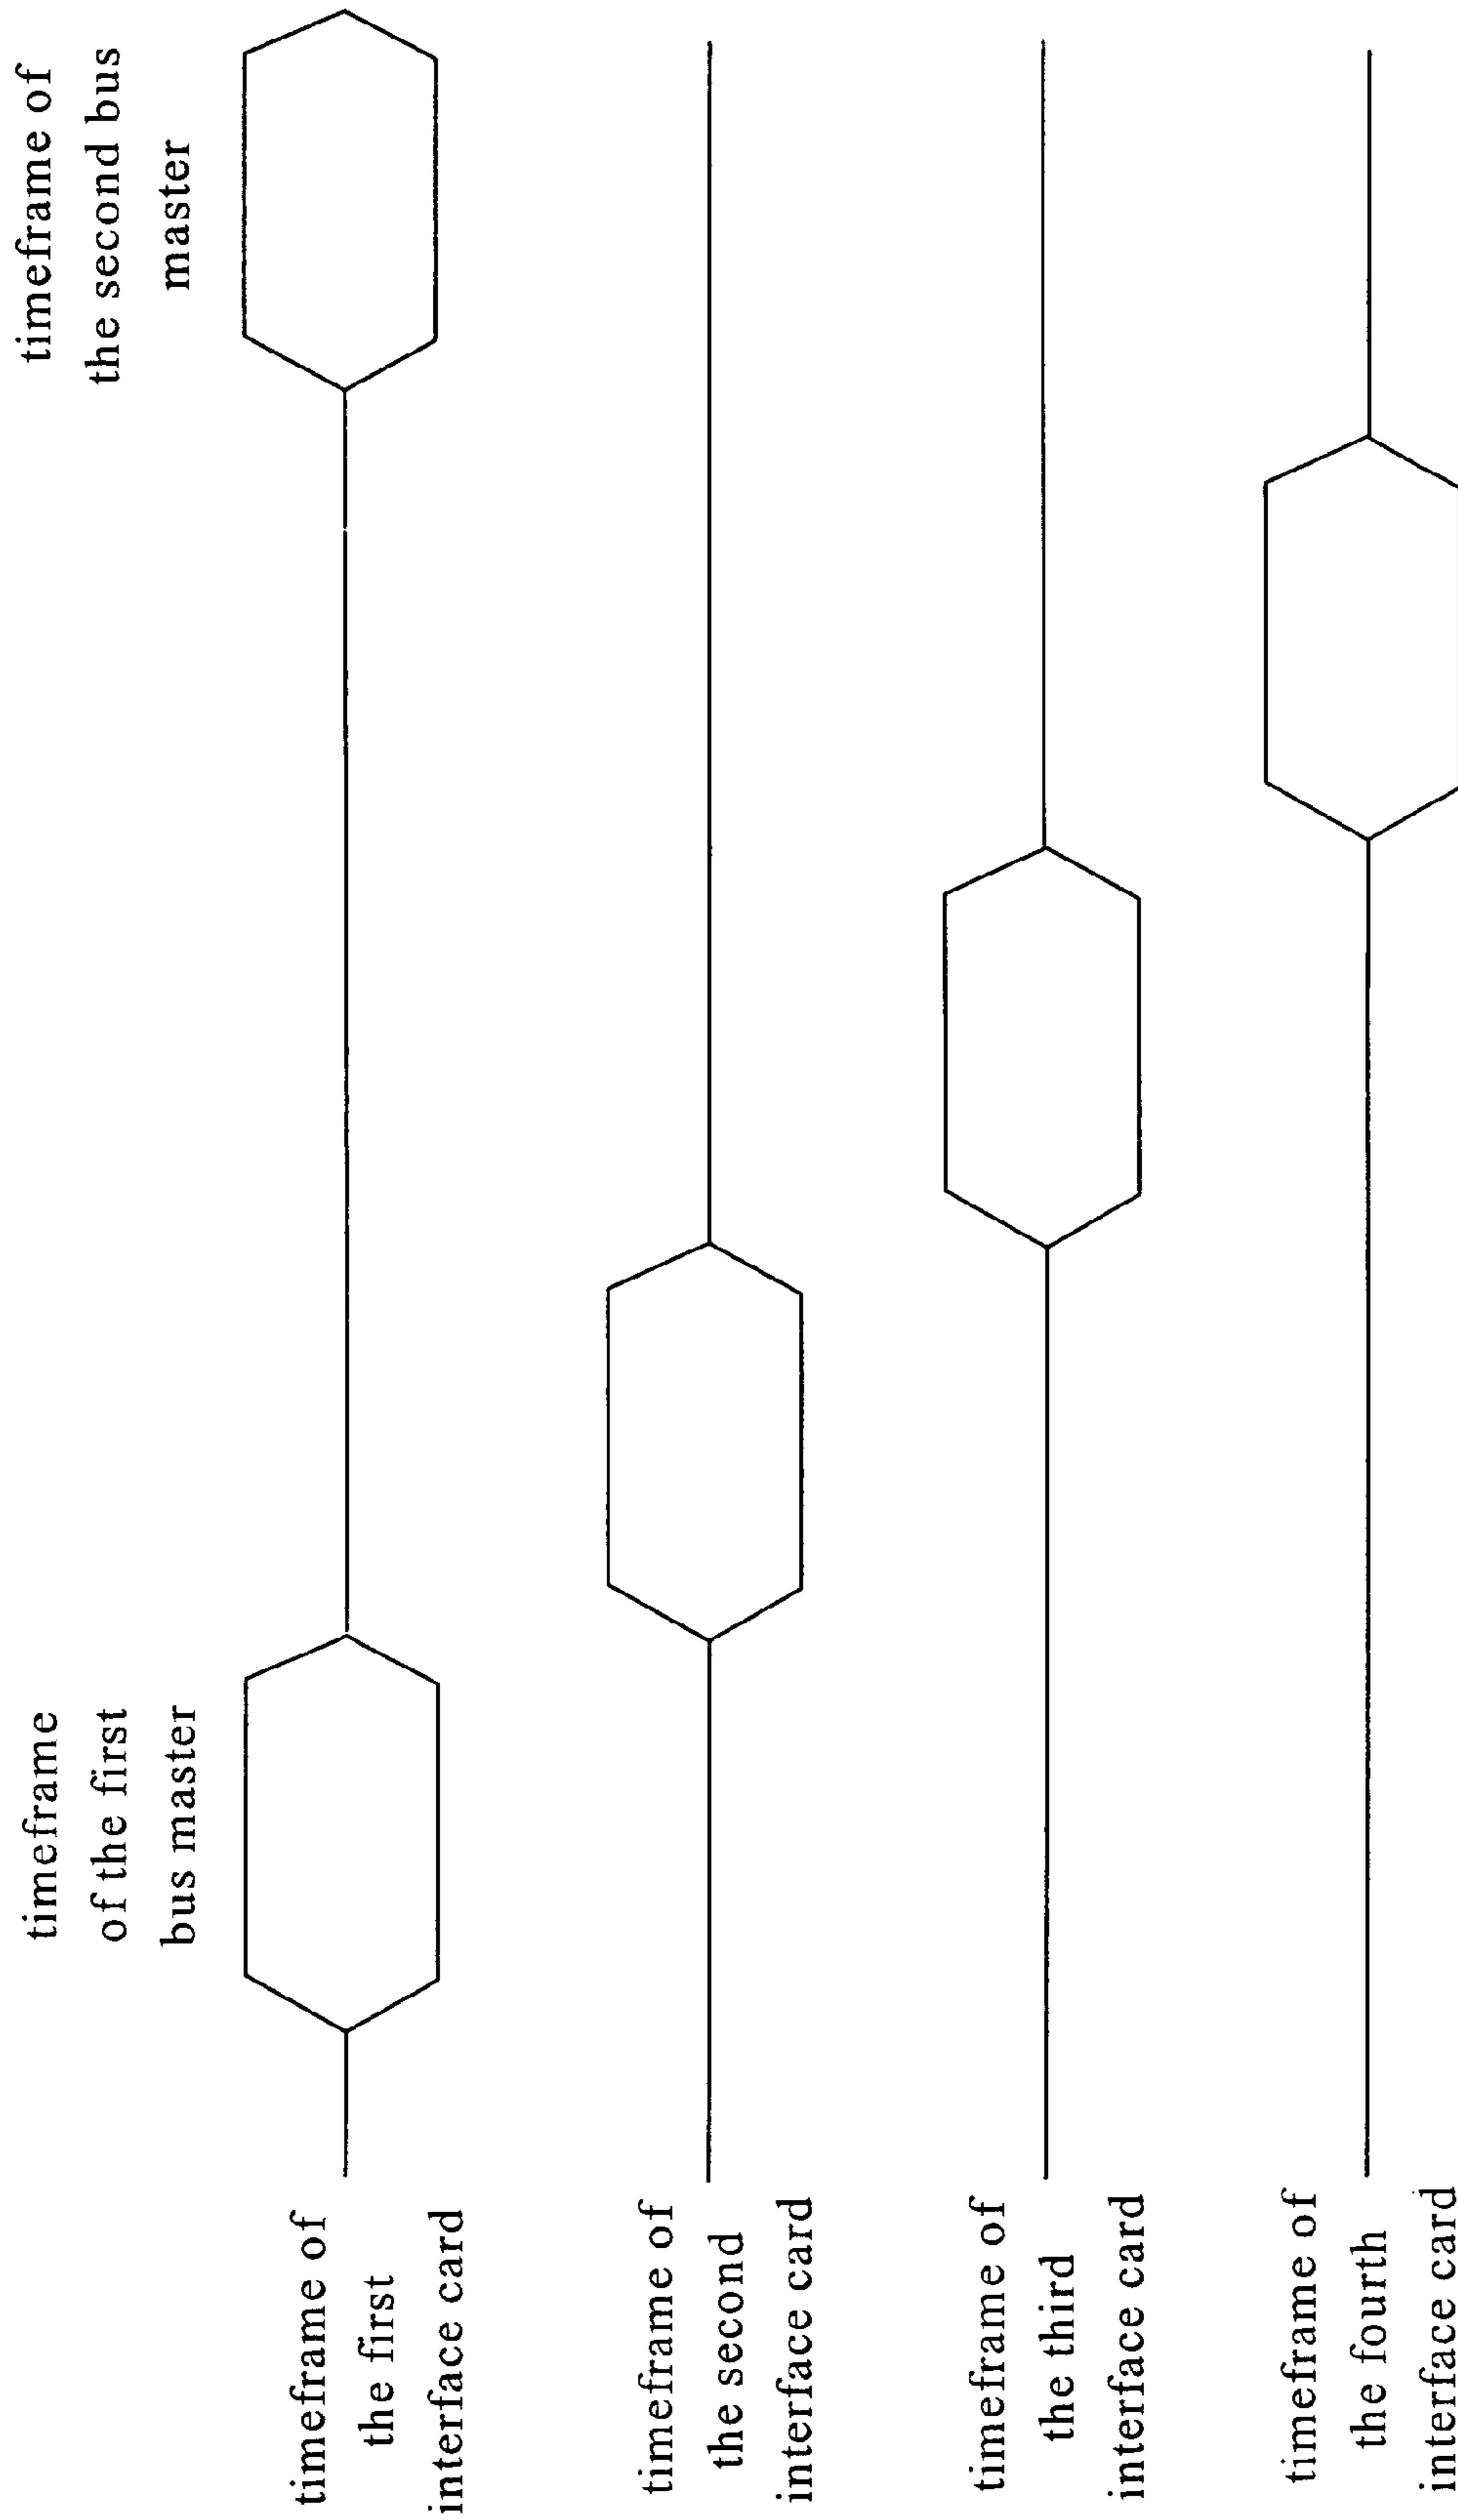 timeframe
of the first
bus master
timeframe of
the second bus
master
timeframe of
the first
interface card
timeframe of
the second
interface card
timeframe of
the third
interface card
timeframe of
the fourth
interface card